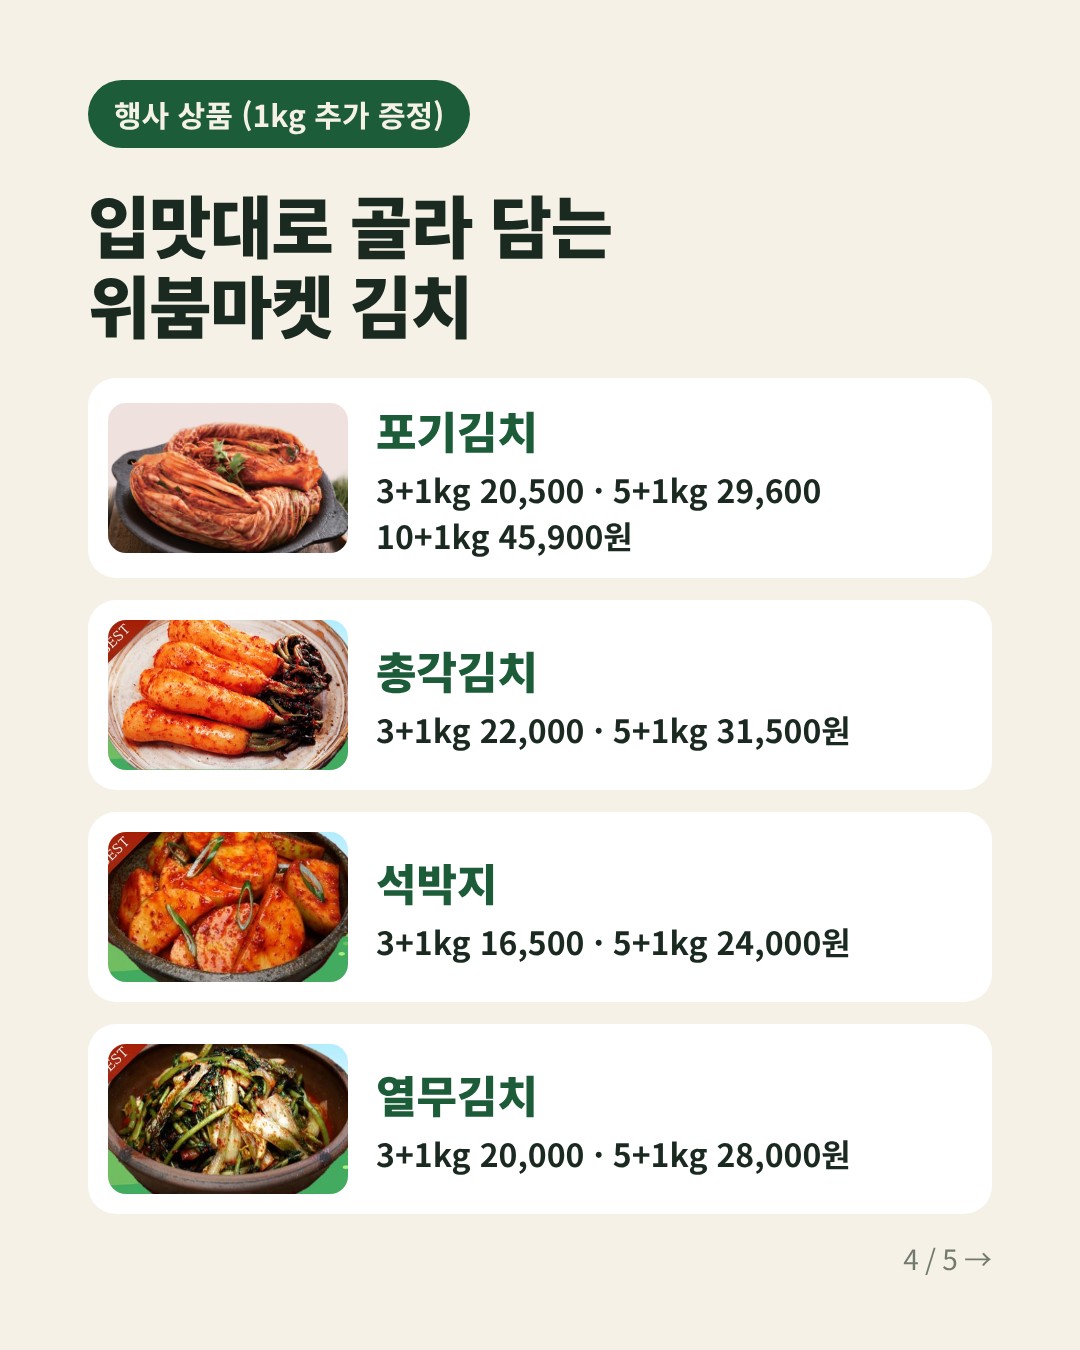 행사 상품 (1kg 추가 증정)
입맛대로 골라 담는
위붐마켓 김치
포기김치
3+1kg 20,500 · 5+1kg 29,600
10+1kg 45,900원
총각김치
3+1kg 22,000 · 5+1kg 31,500원
석박지
3+1kg 16,500 · 5+1kg 24,000원
열무김치
3+1kg 20,000 · 5+1kg 28,000원
4 / 5 →